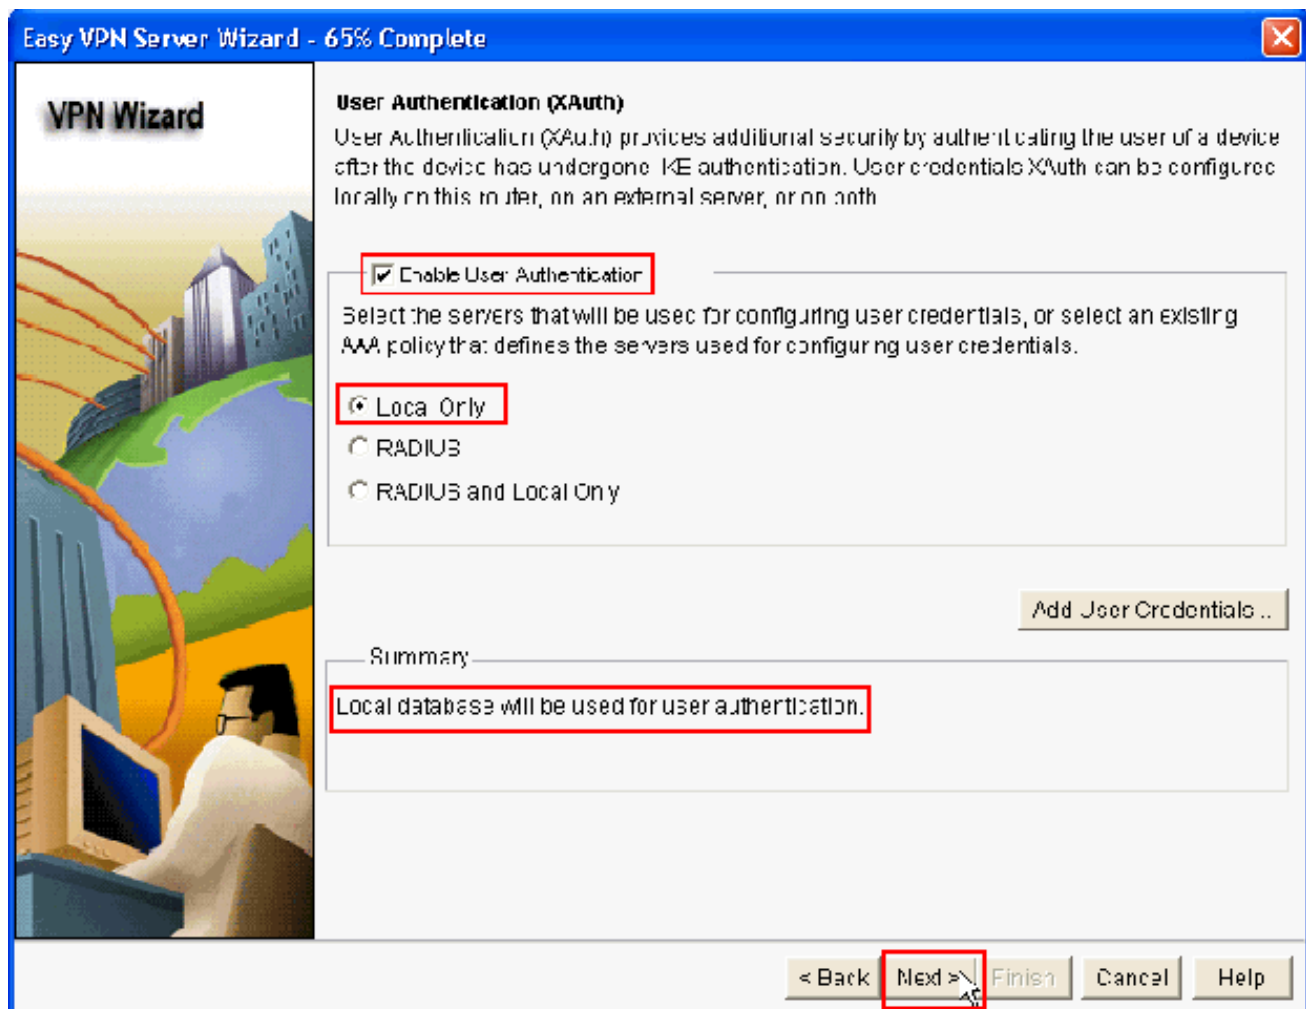 Easy VPN Server Wizard - 65% Complete
VPN Wizard
User Authentication (XAuth)
User Authentication (XAuth) provides additional security by authenticating the user of a device
after the device has undergone IKE authentication. User credentials XAuth can be configured
locally on this router, on an external server, or on both
Enable User Authentication
Select the servers that will be used for configuring user credentials, or select an existing
AAA policy that defines the servers used for configuring user credentials.
Local Only
RADIUS
RADIUS and Local Only
Add User Credentials...
Summary
Local database will be used for user authentication.
< Back Next > Finish Cancel Help